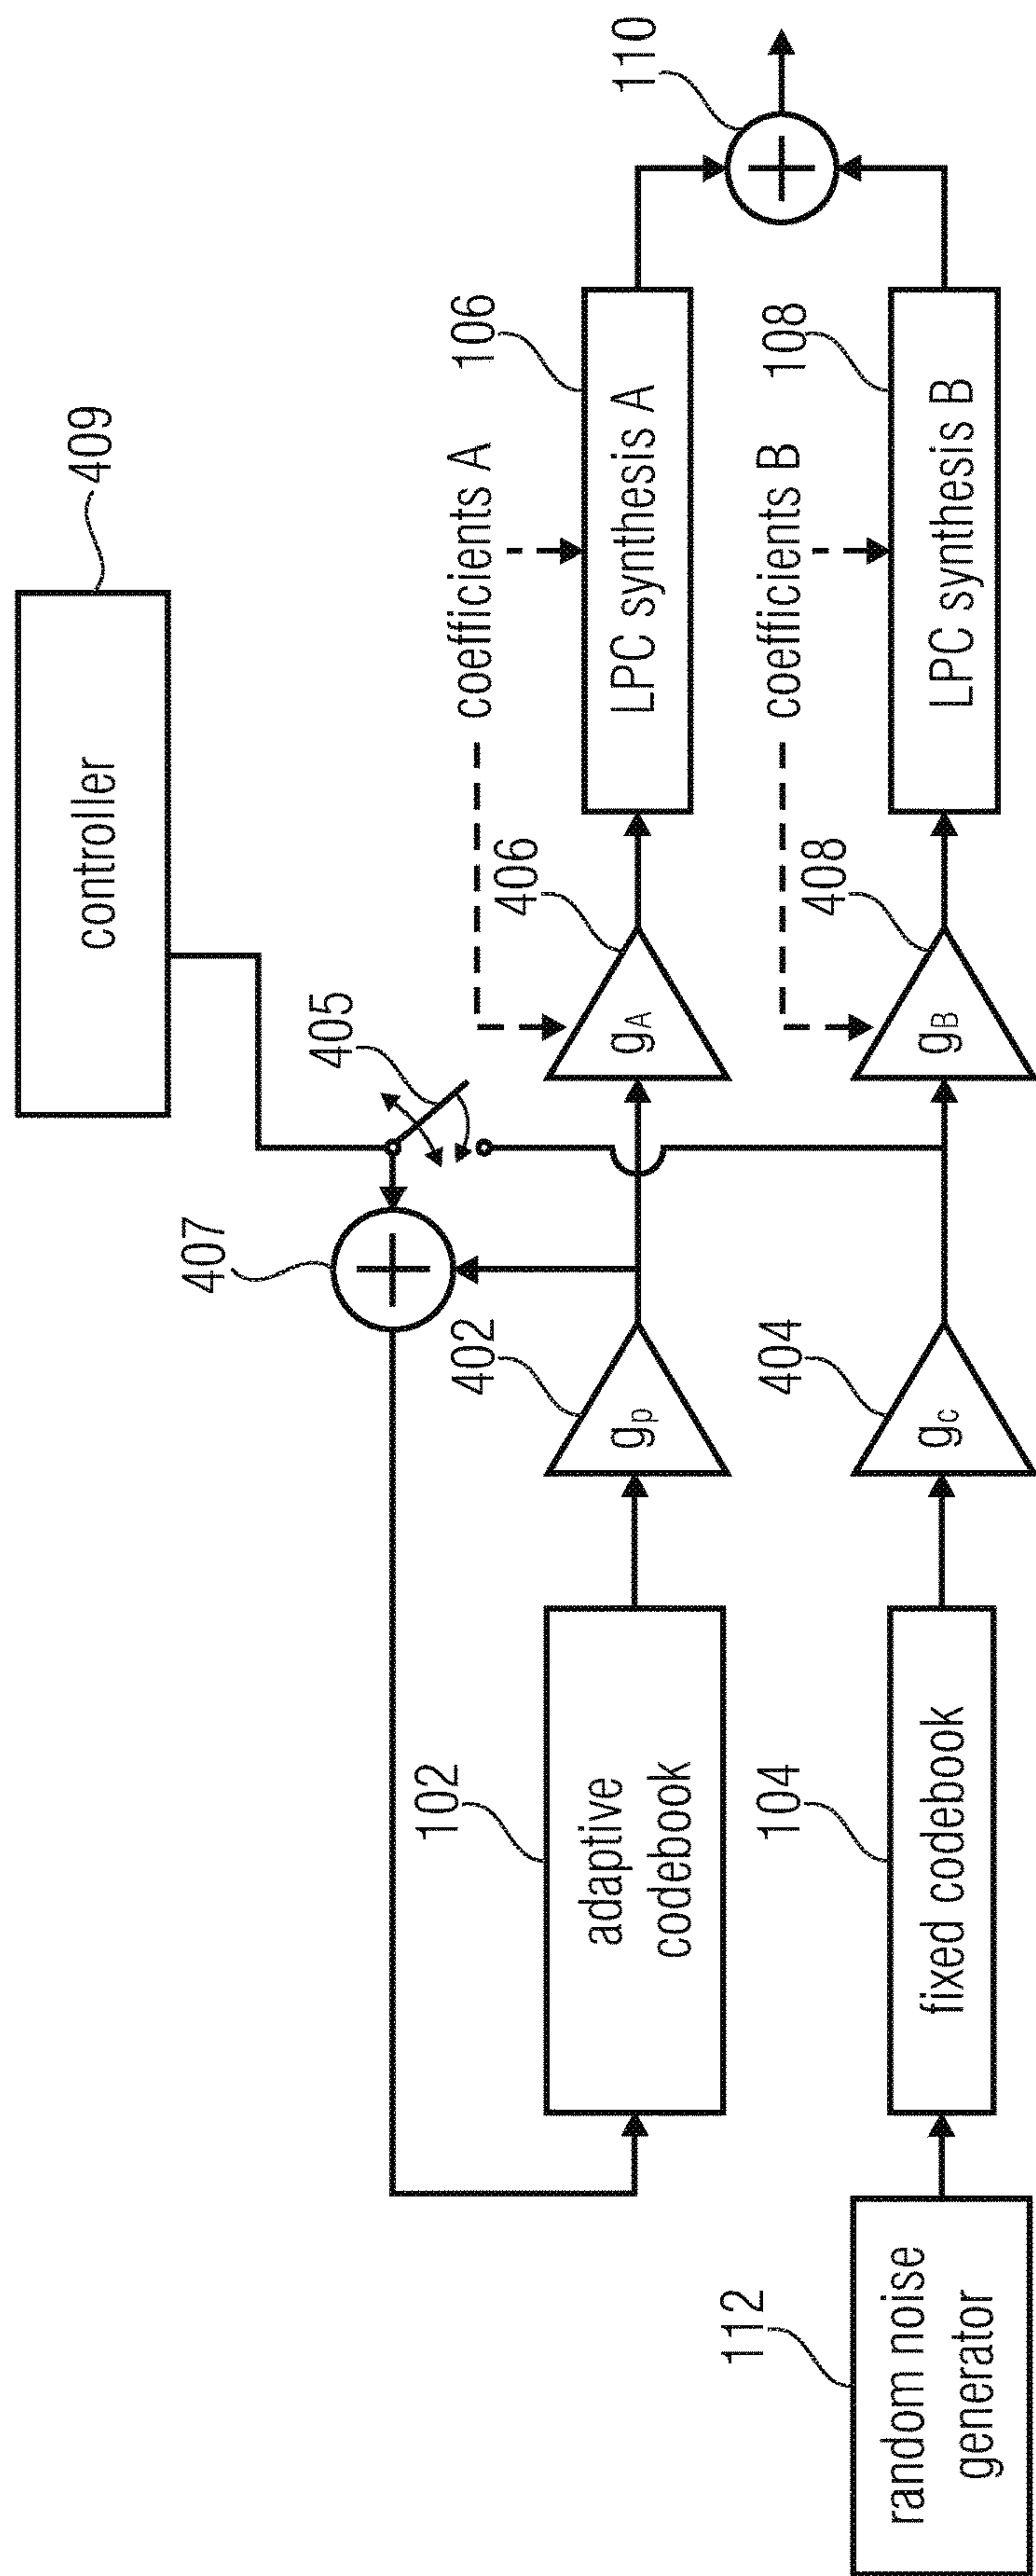 controller
409
405
407
coefficients A
106
LPC synthesis A
406
gA
402
gp
102
adaptive
codebook
110
coefficients B
108
LPC synthesis B
408
gB
404
gc
104
fixed codebook
112
random noise
generator